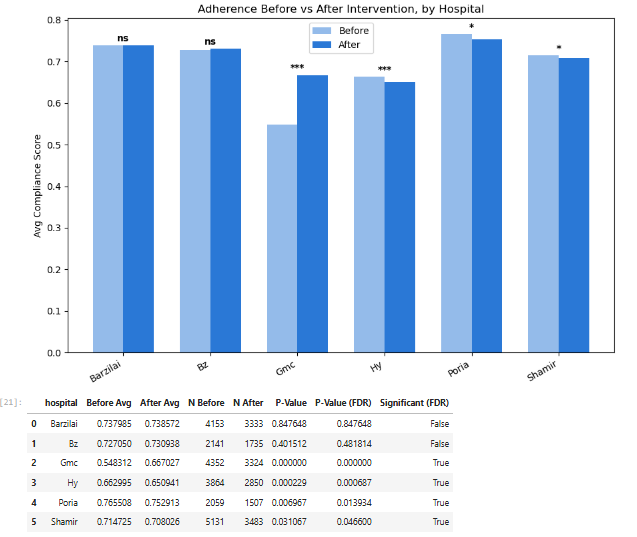 Adherence Before vs After Intervention, by Hospital
Before
After
Avg Compliance Score
0.8
0.7
0.6
0.5
0.4
0.3
0.2
0.1
0.0
ns
ns
***
***
*
*
Barzilai
Bz
Gmc
Hy
Poria
Shamir
[21]:
hospital Before Avg After Avg N Before N After P-Value P-Value (FDR) Significant (FDR)
0 Barzilai 0.737985 0.738572 4153 3333 0.847648 0.847648 False
1 Bz 0.727050 0.730938 2141 1735 0.401512 0.481814 False
2 Gmc 0.548312 0.667027 4352 3324 0.000000 0.000000 True
3 Hy 0.662995 0.650941 3864 2850 0.000229 0.000687 True
4 Poria 0.765508 0.752913 2059 1507 0.006967 0.013934 True
5 Shamir 0.714725 0.708026 5131 3483 0.031067 0.046600 True